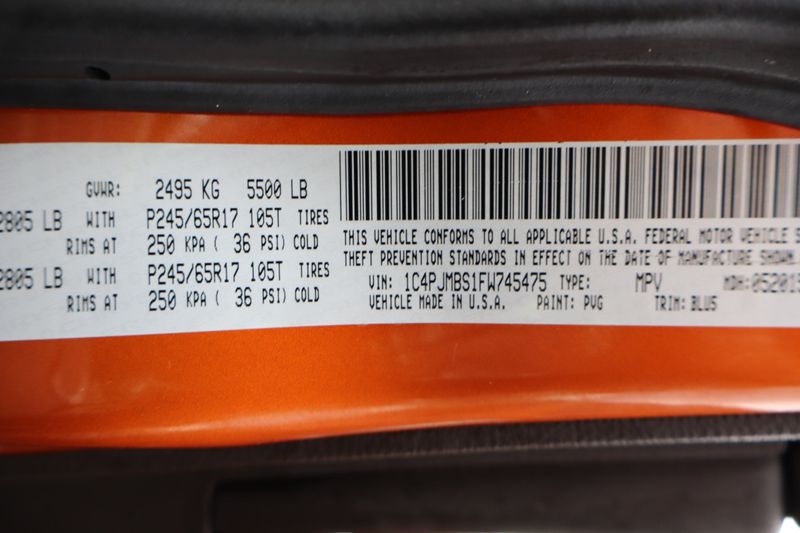 GVWR: 2495 KG 5500 LB
2805 LB WITH P245/65R17 105T TIRES
RIMS AT 250 KPA ( 36 PSI) COLD
2805 LB WITH P245/65R17 105T TIRES
RIMS AT 250 KPA ( 36 PSI) COLD
THIS VEHICLE CONFORMS TO ALL APPLICABLE U.S.A. FEDERAL MOTOR VEHICLE S
THEFT PREVENTION STANDARDS IN EFFECT ON THE DATE OF MANUFACTURE SHOWN
VIN: 1C4PJMBS1FW745475 TYPE: MPV MDH: 052015
VEHICLE MADE IN U.S.A. PAINT: PVG TRIM: BLU5